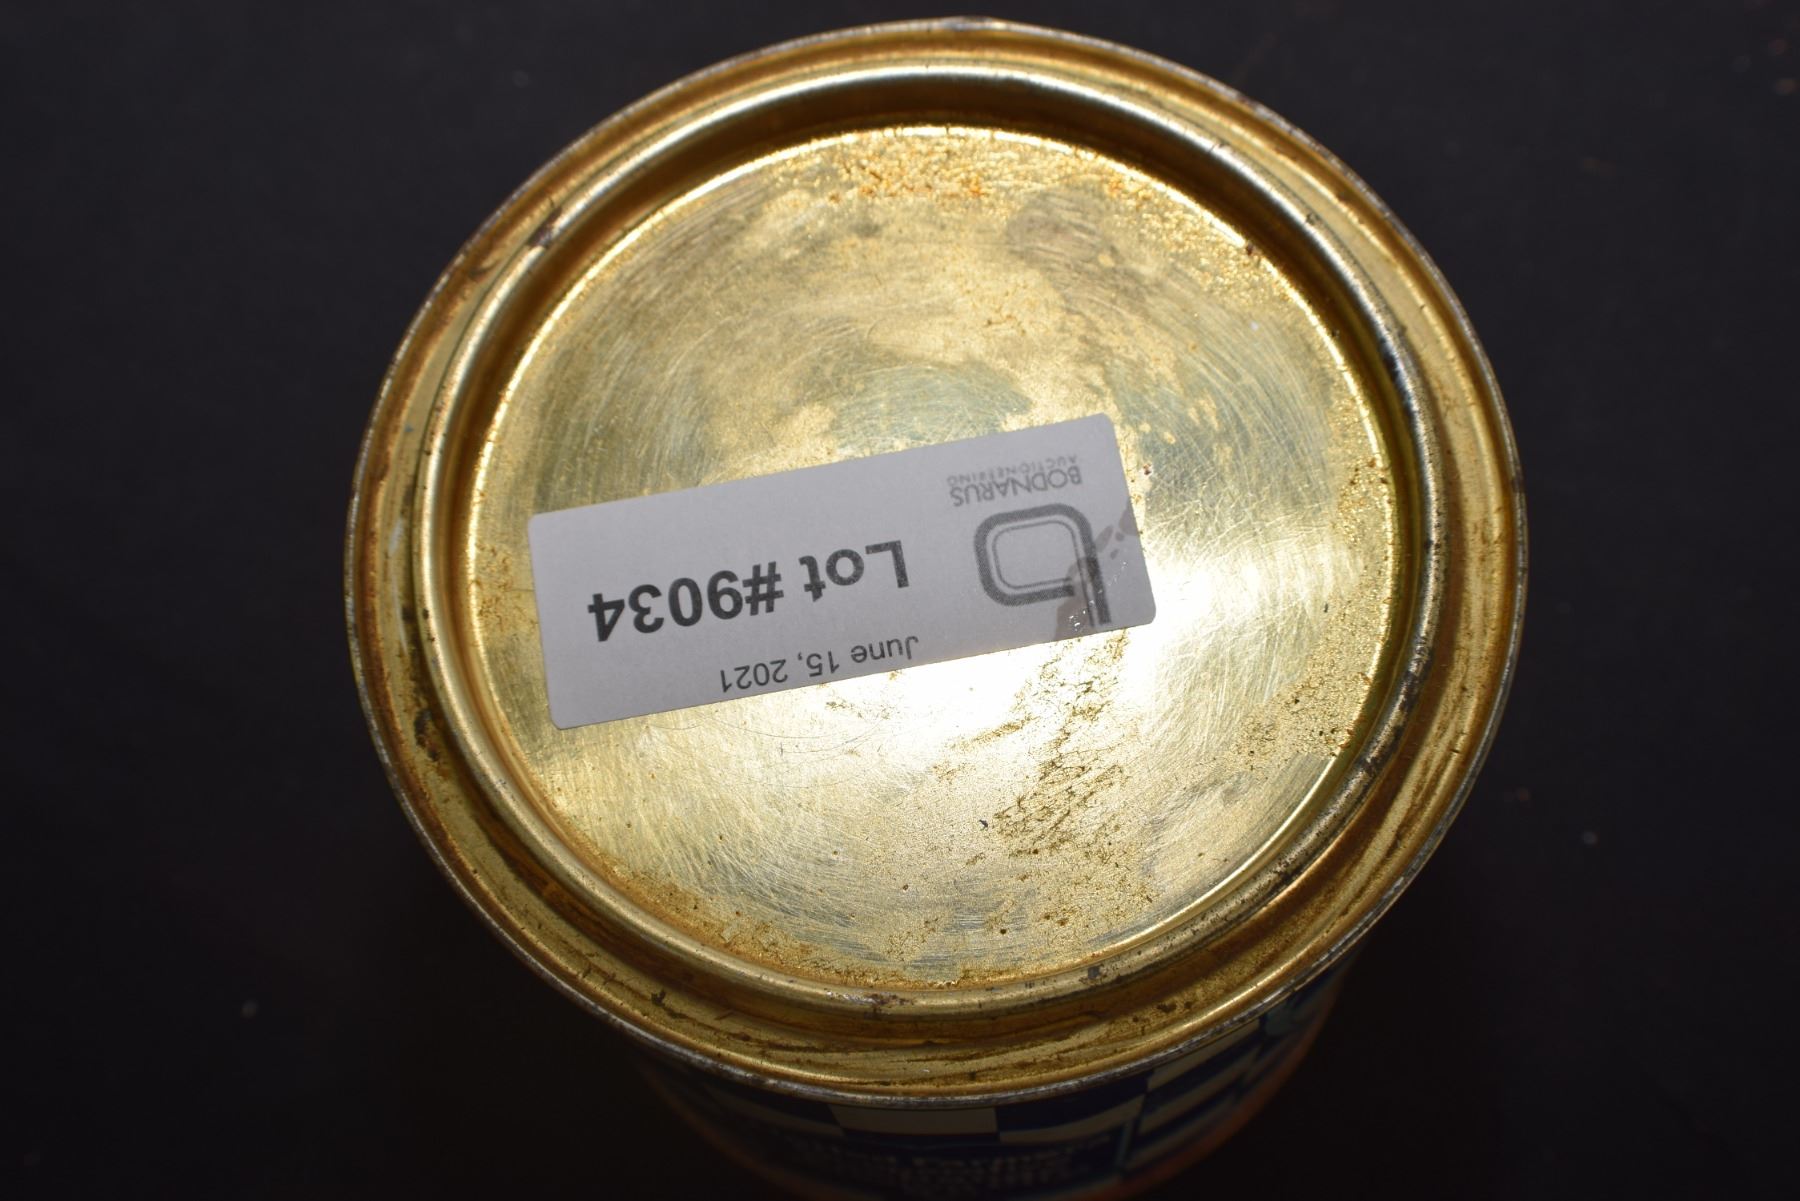 June 15, 2021
Lot #9034
BODNARUS
AUCTIONEERING